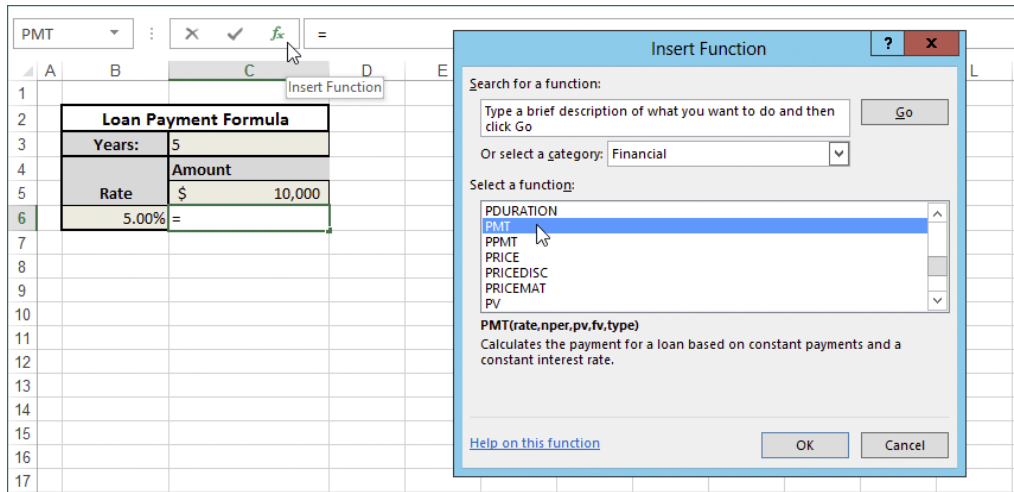 PMT fx =
A B C D E L
Insert Function
1
2 Loan Payment Formula
3 Years: 5
4 Amount
5 Rate $ 10,000
6 5.00% =
7
8
9
10
11
12
13
14
15
16
17
Insert Function ? x
Search for a function:
Type a brief description of what you want to do and then
click Go
Go
Or select a category: Financial
Select a function:
PDURATION
PMT
PPMT
PRICE
PRICEDISC
PRICEMAT
PV
PMT(rate,nper,pv,fv,type)
Calculates the payment for a loan based on constant payments and a
constant interest rate.
Help on this function
OK Cancel